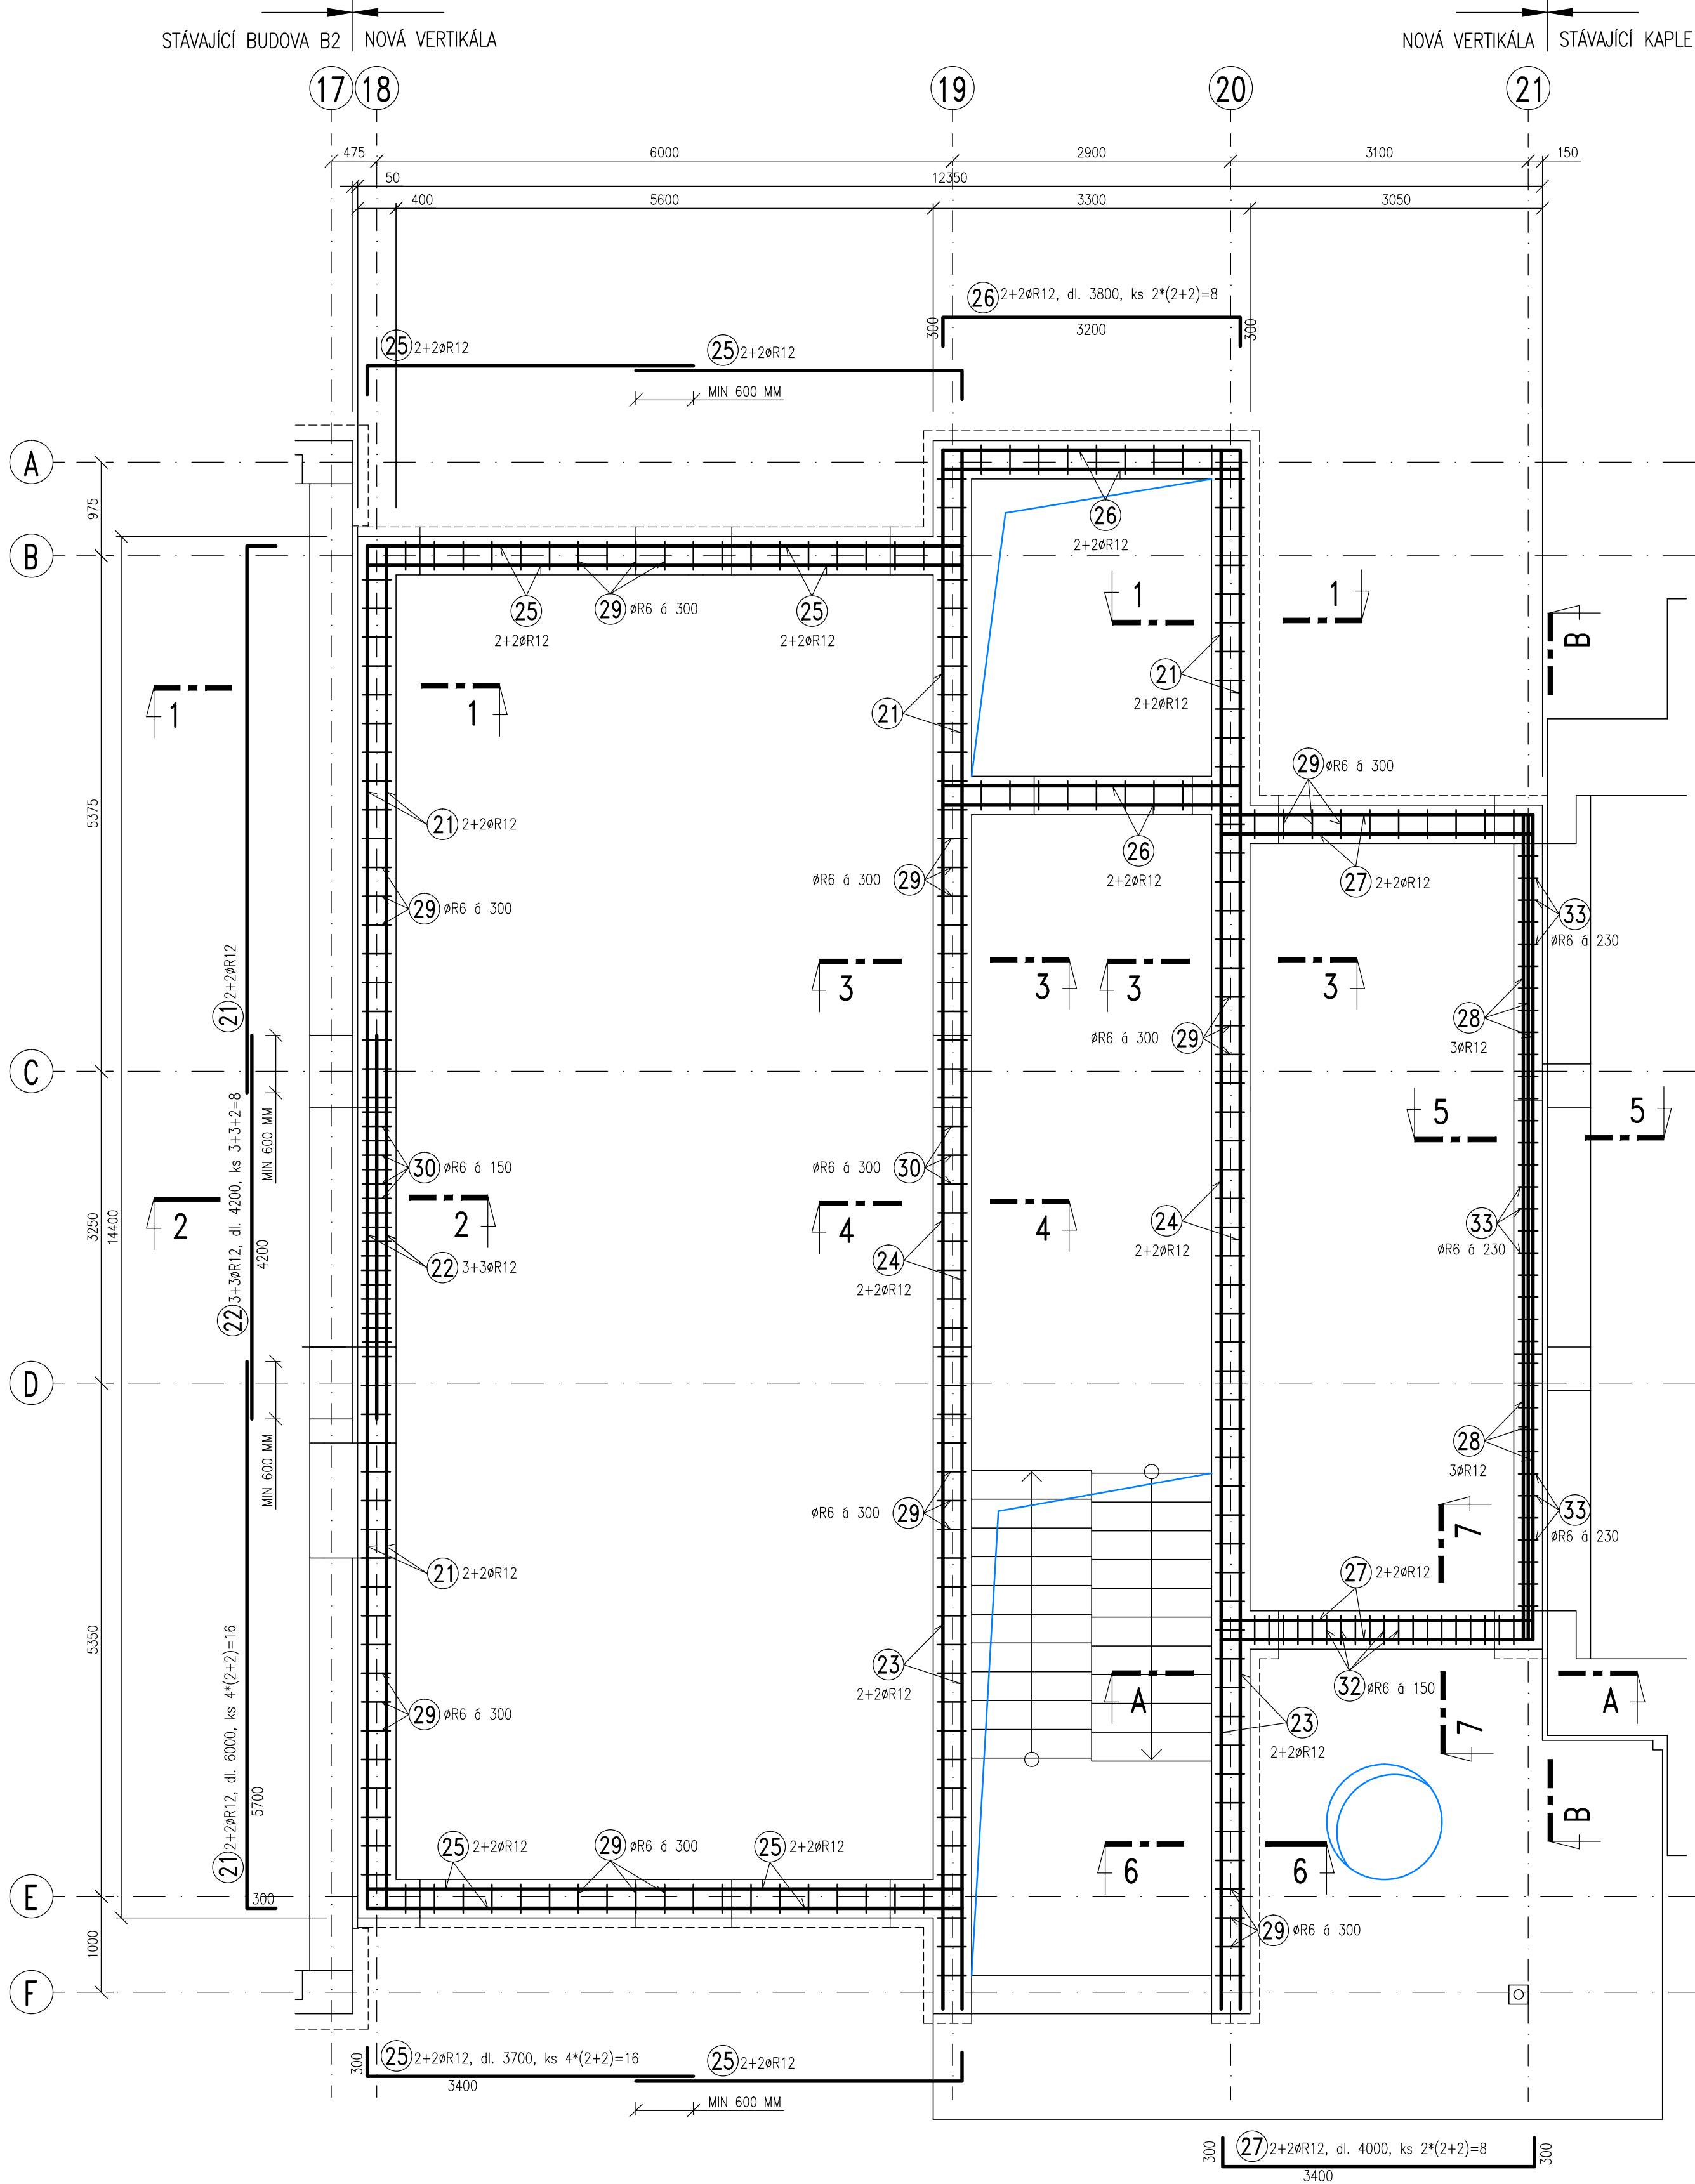 STÁVAJÍCÍ BUDOVA B2 NOVÁ VERTIKÁLA
NOVÁ VERTIKÁLA STÁVAJÍCÍ KAPLE
17 18 19 20 21
475 6000 2900 3100 150
50 12350
400 5600 3300 3050
26 2+2øR12, dl. 3800, ks 2*(2+2)=8
300 3200 300
25 2+2øR12
25 2+2øR12
MIN 600 MM
A
975
26
2+2øR12
B
25
2+2øR12
29 øR6 á 300
25
2+2øR12
1 1
B
21
2+2øR12
1 1
21
29 øR6 á 300
5375
21 2+2øR12
26
2+2øR12
27 2+2øR12
øR6 á 300 29
29 øR6 á 300
33
øR6 á 230
21 2+2øR12
3 3 3 3
28
3øR12
øR6 á 300 29
C
MIN 600 MM
5 5
30 øR6 á 150
øR6 á 300 30
22 3+3øR12, dl. 4200, ks 3+3+2=8
4200
3250
14400
2 2
4 4
24
2+2øR12
33
øR6 á 230
22 3+3øR12
24
2+2øR12
D
MIN 600 MM
28
3øR12
øR6 á 300 29
33
øR6 á 230
7
21 2+2øR12
27 2+2øR12
5350
21 2+2øR12, dl. 6000, ks 4*(2+2)=16
5700
300
23
2+2øR12
32 øR6 á 150
A A
29 øR6 á 300
23
2+2øR12
7
B
25 2+2øR12
29 øR6 á 300
25 2+2øR12
6 6
E
29 øR6 á 300
1000
F
300
25 2+2øR12, dl. 3700, ks 4*(2+2)=16
3400
25 2+2øR12
MIN 600 MM
300
27 2+2øR12, dl. 4000, ks 2*(2+2)=8
300
3400